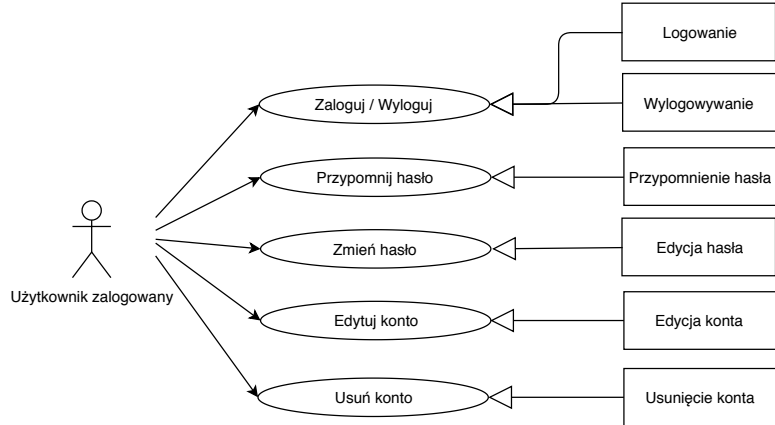 Logowanie
Zaloguj / Wyloguj
Wylogowywanie
Przypomnij hasło
Przypomnienie hasła
Zmień hasło
Edycja hasła
Użytkownik zalogowany
Edytuj konto
Edycja konta
Usuń konto
Usunięcie konta